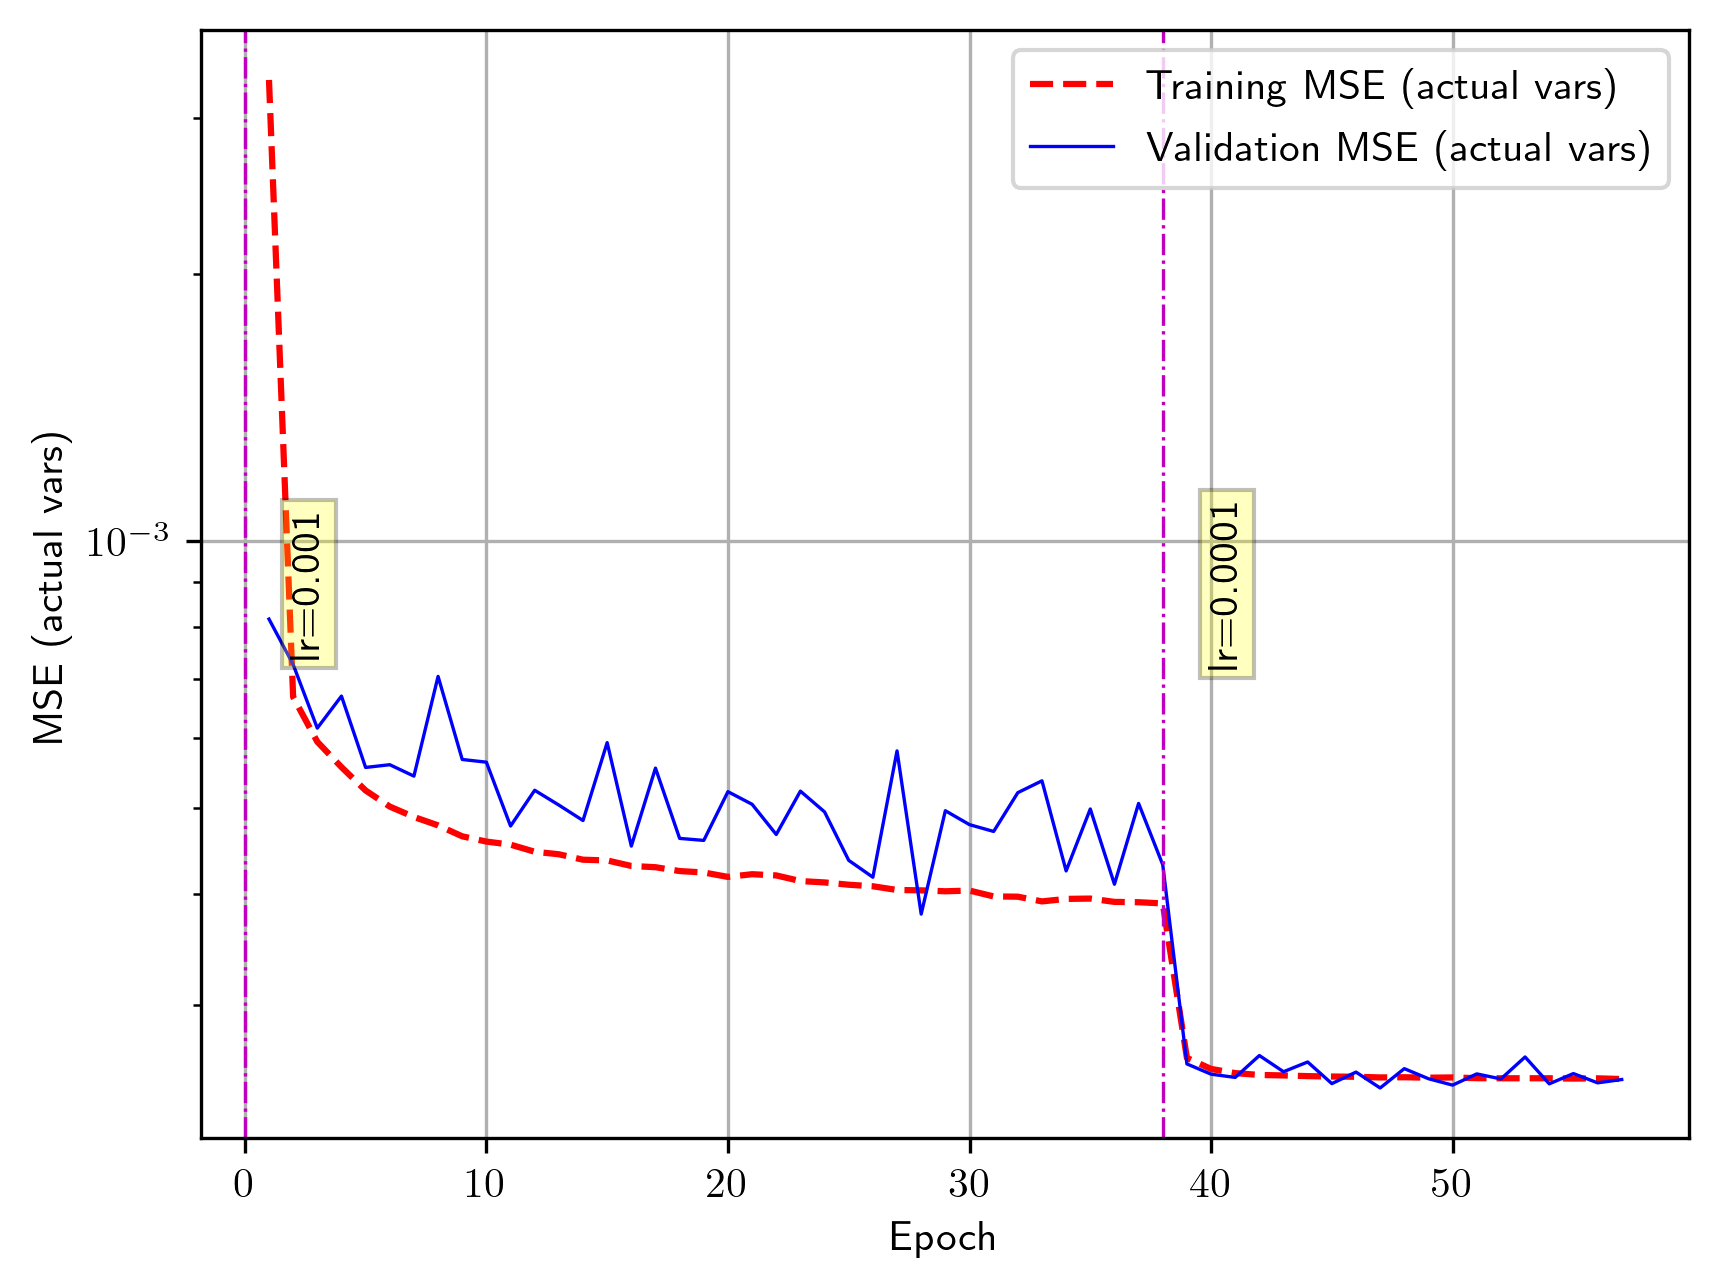 Training MSE (actual vars)
Validation MSE (actual vars)
MSE (actual vars)
10⁻³
lr=0.001
lr=0.0001
0 10 20 30 40 50
Epoch